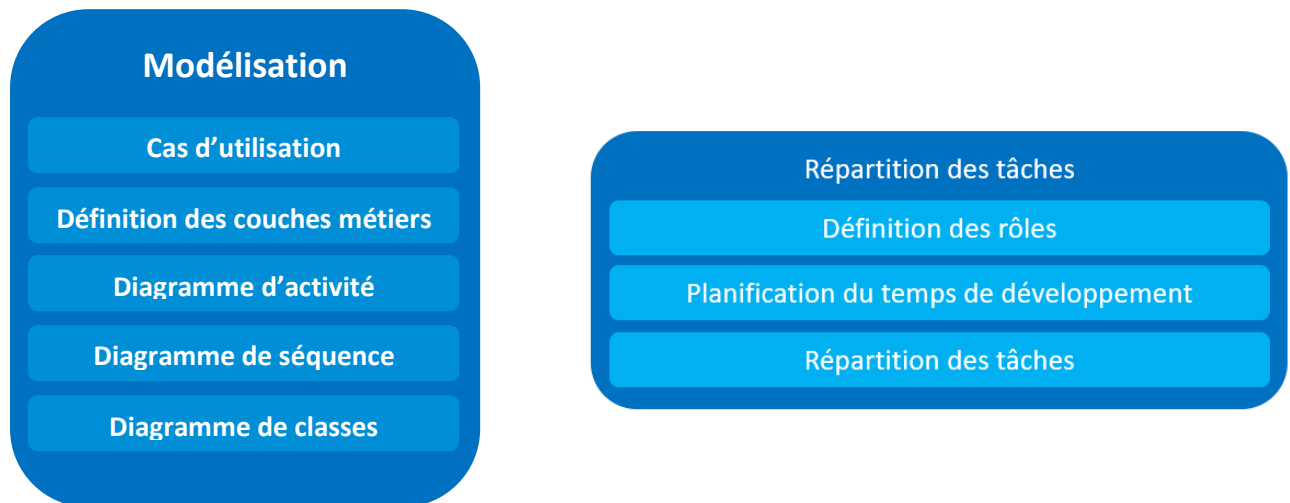 Modélisation
Cas d’utilisation
Définition des couches métiers
Diagramme d’activité
Diagramme de séquence
Diagramme de classes
Répartition des tâches
Définition des rôles
Planification du temps de développement
Répartition des tâches